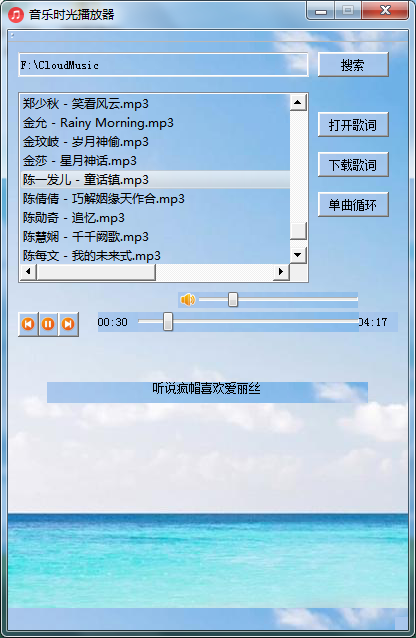 音乐时光播放器
F:\CloudMusic
搜索
郑少秋 - 笑看风云.mp3
金允 - Rainy Morning.mp3
金玟岐 - 岁月神偷.mp3
金莎 - 星月神话.mp3
陈一发儿 - 童话镇.mp3
陈倩倩 - 巧解姻缘天作合.mp3
陈勋奇 - 追忆.mp3
陈慧娴 - 千千阙歌.mp3
陈每文 - 我的未来式.mp3
打开歌词
下载歌词
单曲循环
00:30
04:17
听说疯帽喜欢爱丽丝